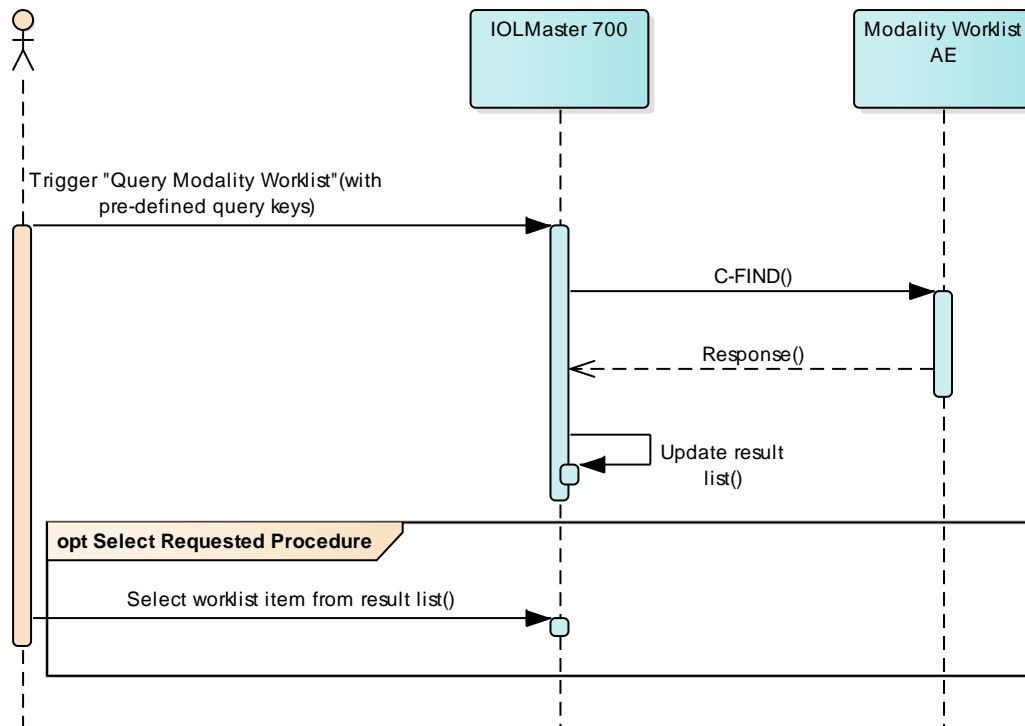 IOLMaster 700
Modality Worklist
AE
Trigger "Query Modality Worklist"(with
pre-defined query keys)
C-FIND()
Response()
Update result
list()
opt Select Requested Procedure
Select worklist item from result list()